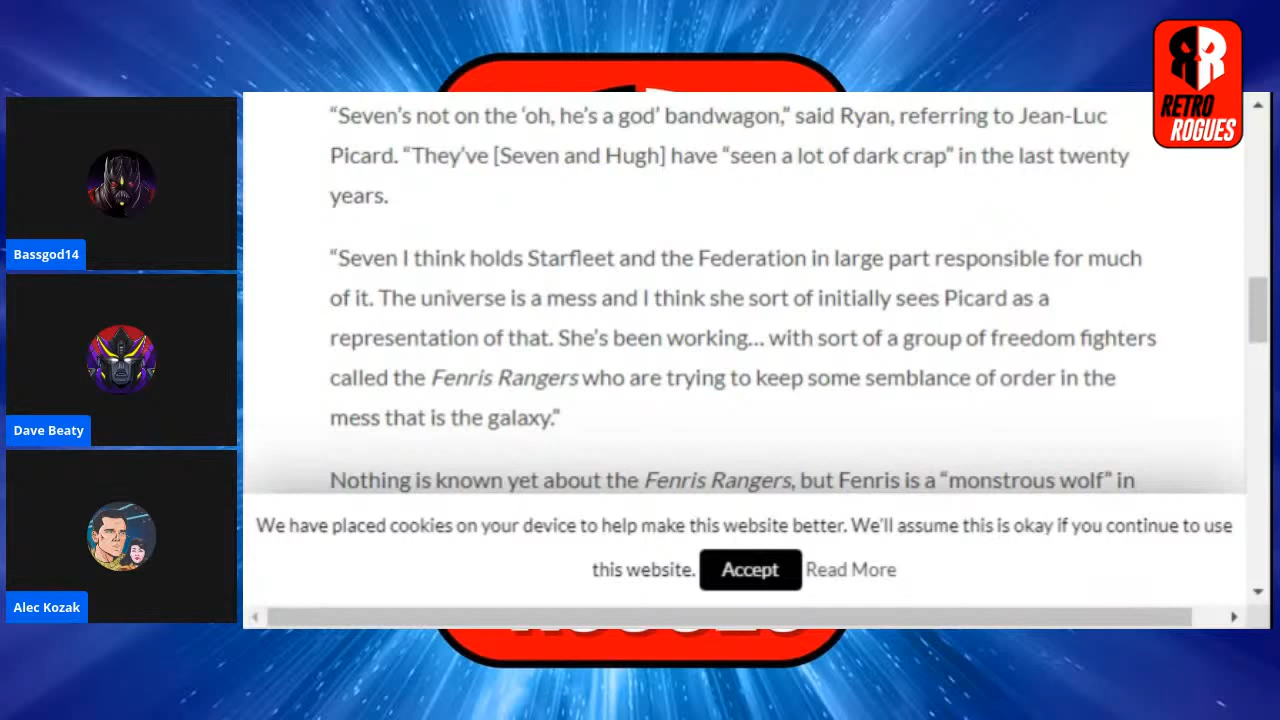 RETRO
ROGUES
Bassgod14
Dave Beaty
Alec Kozak
“Seven’s not on the ‘oh, he’s a god’ bandwagon,” said Ryan, referring to Jean-Luc
Picard. “They’ve [Seven and Hugh] have “seen a lot of dark crap” in the last twenty
years.
“Seven I think holds Starfleet and the Federation in large part responsible for much
of it. The universe is a mess and I think she sort of initially sees Picard as a
representation of that. She’s been working... with sort of a group of freedom fighters
called the Fenris Rangers who are trying to keep some semblance of order in the
mess that is the galaxy.”
Nothing is known yet about the Fenris Rangers, but Fenris is a “monstrous wolf” in
We have placed cookies on your device to help make this website better. We’ll assume this is okay if you continue to use
this website. Accept Read More